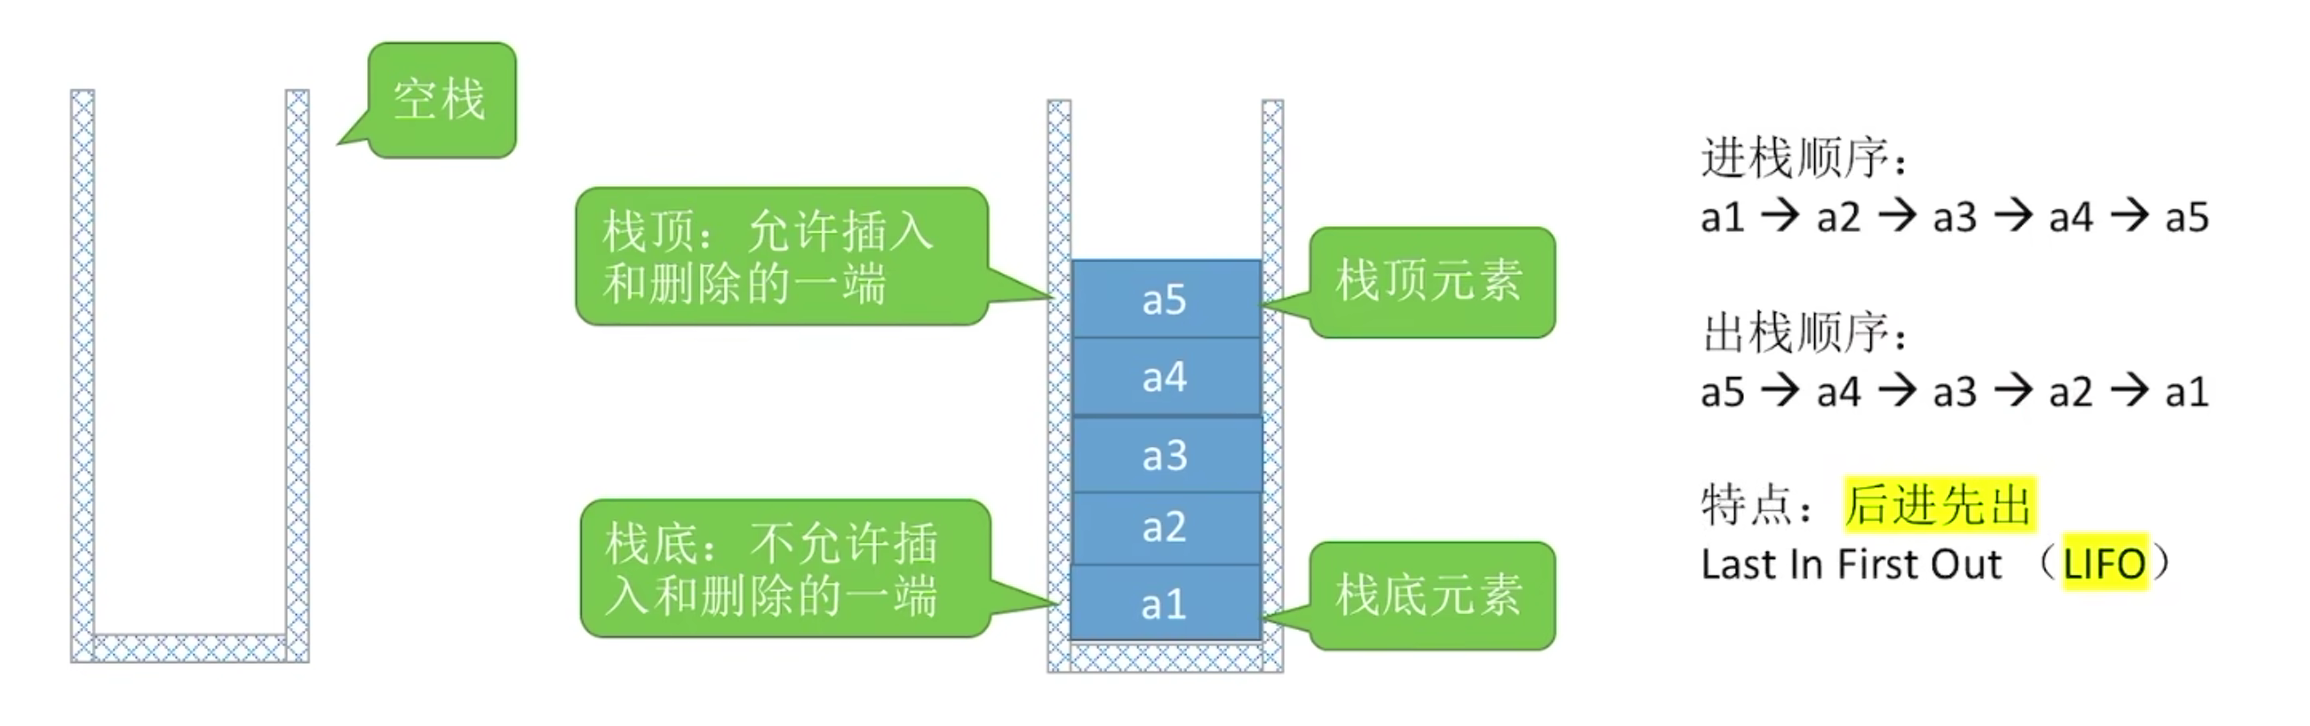 空栈
栈顶：允许插入
和删除的一端
栈顶元素
a5
a4
a3
a2
a1
栈底：不允许插
入和删除的一端
栈底元素
进栈顺序：
a1 → a2 → a3 → a4 → a5
出栈顺序：
a5 → a4 → a3 → a2 → a1
特点：后进先出
Last In First Out （LIFO）